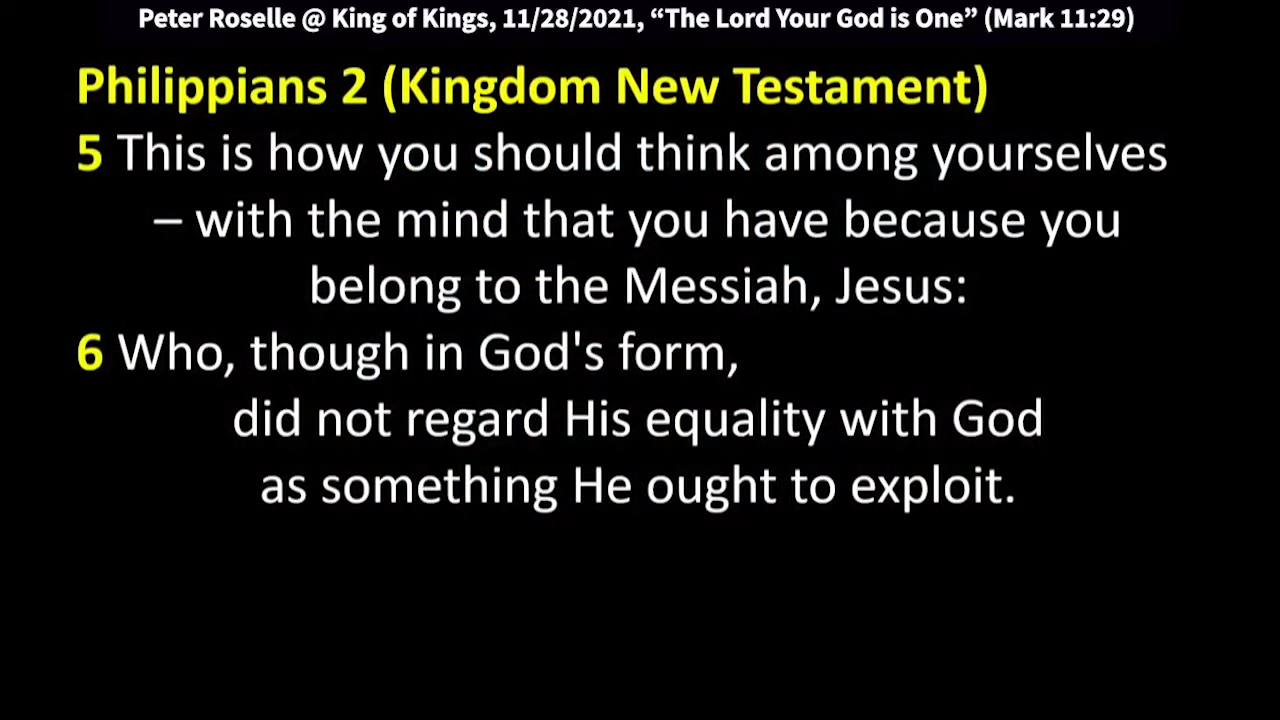 Peter Roselle @ King of Kings, 11/28/2021, “The Lord Your God is One” (Mark 11:29)
Philippians 2 (Kingdom New Testament)
5 This is how you should think among yourselves
– with the mind that you have because you
belong to the Messiah, Jesus:
6 Who, though in God's form,
did not regard His equality with God
as something He ought to exploit.